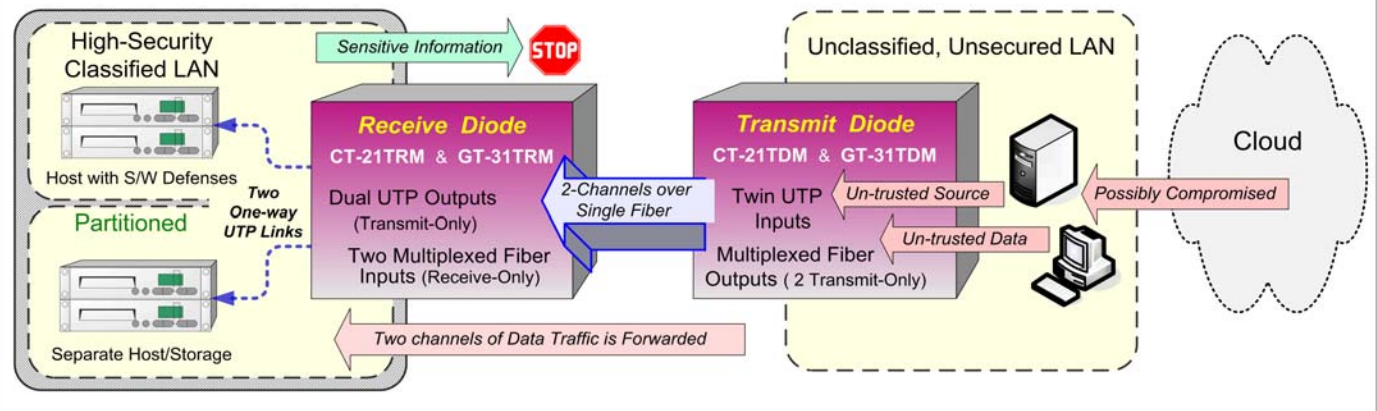 High-Security
Classified LAN
Host with S/W Defenses
Partitioned
Separate Host/Storage
Two
One-way
UTP Links
Sensitive Information
STOP
Receive Diode
CT-21TRM & GT-31TRM
Dual UTP Outputs
(Transmit-Only)
Two Multiplexed Fiber
Inputs (Receive-Only)
2-Channels over
Single Fiber
Two channels of Data Traffic is Forwarded
Unclassified, Unsecured LAN
Transmit Diode
CT-21TDM & GT-31TDM
Twin UTP
Inputs
Multiplexed Fiber
Outputs ( 2 Transmit-Only)
Un-trusted Source
Un-trusted Data
Possibly Compromised
Cloud